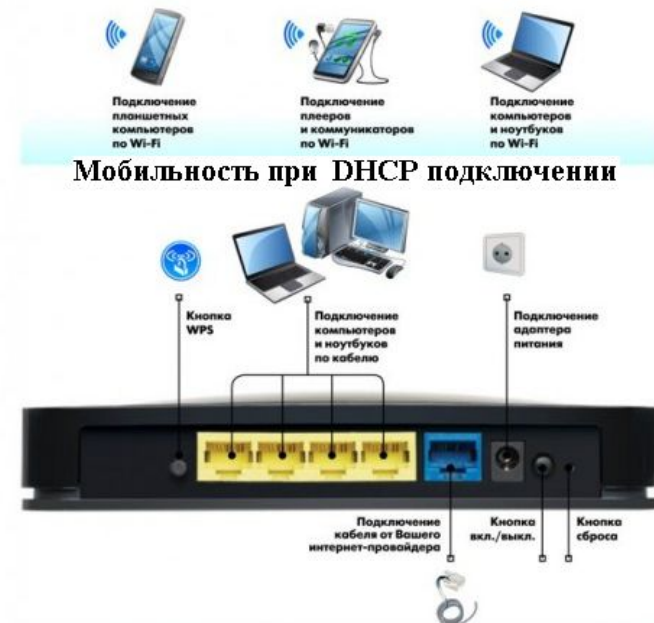 Подключение
планшетных
компьютеров
по Wi-Fi
Подключение
плееров
и коммуникаторов
по Wi-Fi
Подключение
компьютеров
и ноутбуков
по Wi-Fi
Мобильность при DHCP подключении
Кнопка
WPS
Подключение
компьютеров
и ноутбуков
по кабелю
Подключение
адаптера
питания
Подключение
кабеля от Вашего
интернет-провайдера
Кнопка
вкл./выкл.
Кнопка
сброса